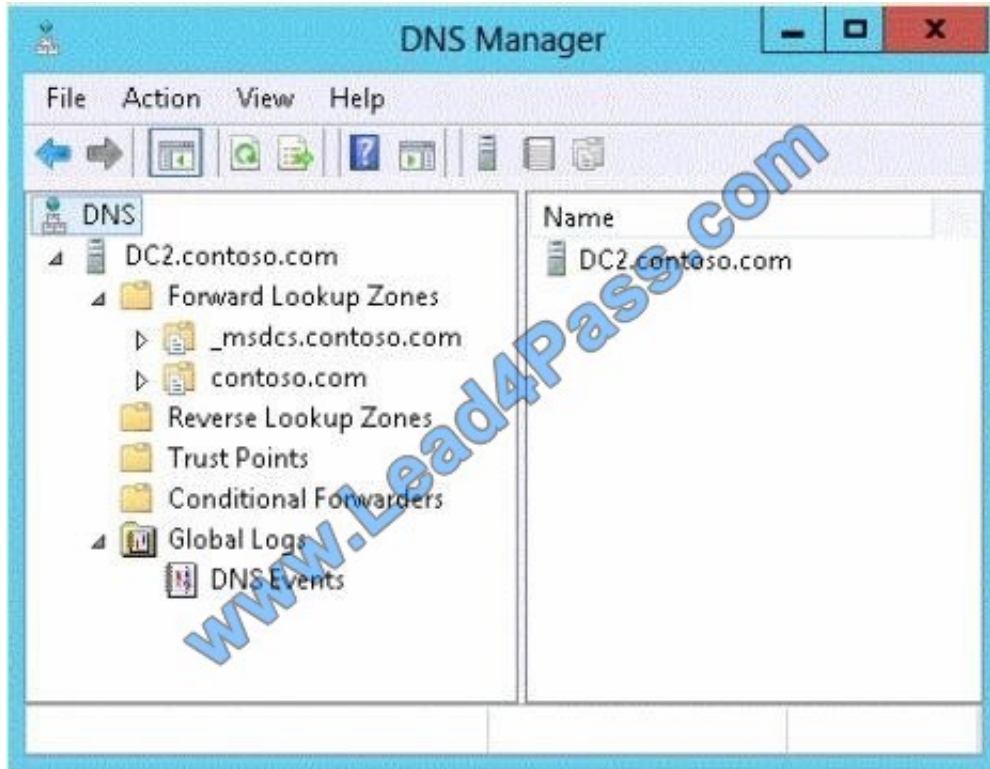 DNS Manager
File Action View Help
DNS
DC2.contoso.com
Forward Lookup Zones
_msdcs.contoso.com
contoso.com
Reverse Lookup Zones
Trust Points
Conditional Forwarders
Global Logs
DNS Events
Name
DC2.contoso.com
www.Lead4Pass.com